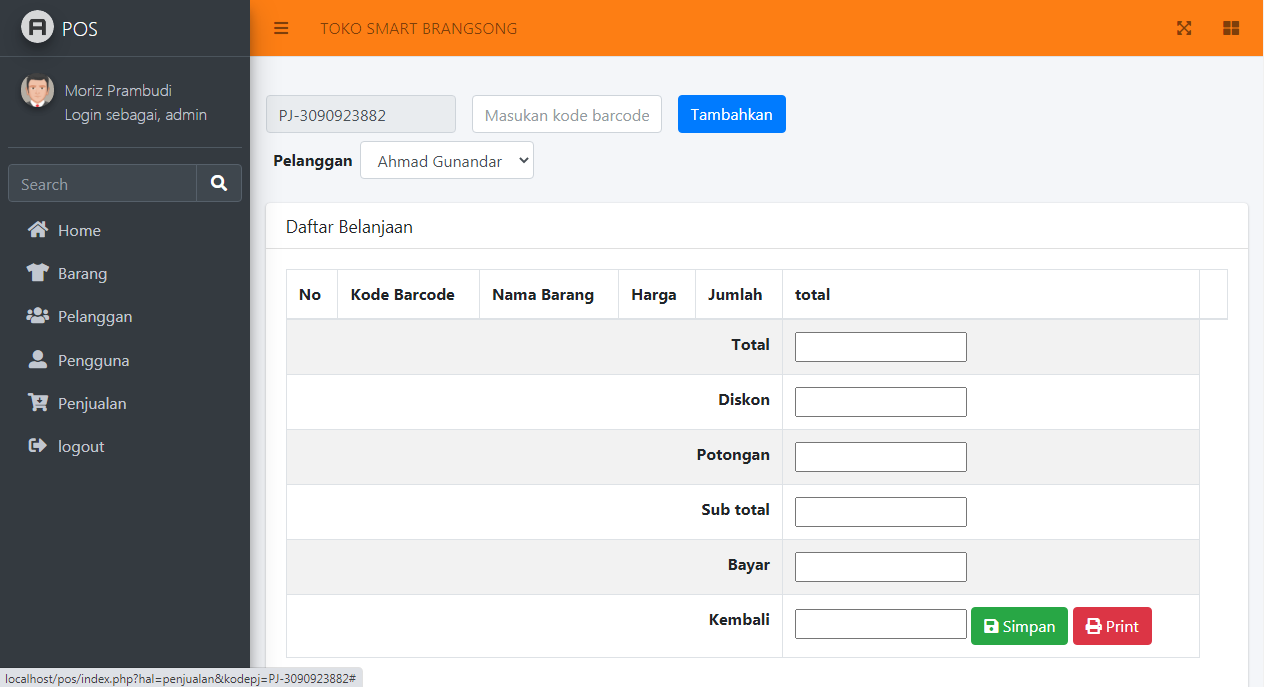 A POS
TOKO SMART BRANGSONG
Moriz Prambudi
Login sebagai, admin
Search
Home
Barang
Pelanggan
Pengguna
Penjualan
logout
PJ-3090923882 Masukan kode barcode Tambahkan
Pelanggan Ahmad Gunandar
Daftar Belanjaan
No Kode Barcode Nama Barang Harga Jumlah total
Total
Diskon
Potongan
Sub total
Bayar
Kembali Simpan Print
localhost/pos/index.php?hal=penjualan&kodepj=PJ-3090923882#